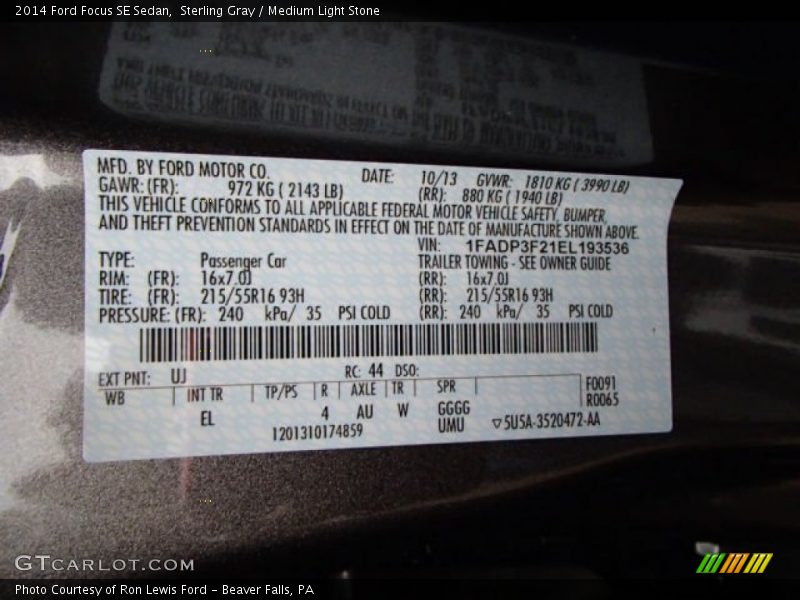 2014 Ford Focus SE Sedan,  Sterling Gray / Medium Light Stone
MFD. BY FORD MOTOR CO. DATE: 10/13 GVWR: 1810 KG ( 3990 LB)
GAWR: (FR): 972 KG ( 2143 LB) (RR): 880 KG ( 1940 LB)
THIS VEHICLE CONFORMS TO ALL APPLICABLE FEDERAL MOTOR VEHICLE SAFETY, BUMPER,
AND THEFT PREVENTION STANDARDS IN EFFECT ON THE DATE OF MANUFACTURE SHOWN ABOVE.
VIN: 1FADP3F21EL193536
TYPE: Passenger Car TRAILER TOWING - SEE OWNER GUIDE
RIM: (FR): 16x7.0J (RR): 16x7.0J
TIRE: (FR): 215/55R16 93H (RR): 215/55R16 93H
PRESSURE: (FR): 240 kPa/ 35 PSI COLD (RR): 240 kPa/ 35 PSI COLD
EXT PNT: UJ RC: 44 DSO:
WB INT TR TP/PS R AXLE TR SPR F0091
R0065
EL 4 AU W GGGG
1201310174859 UMU ▽5U5A-3520472-AA
GTCARLOT.COM
Photo Courtesy of Ron Lewis Ford - Beaver Falls, PA